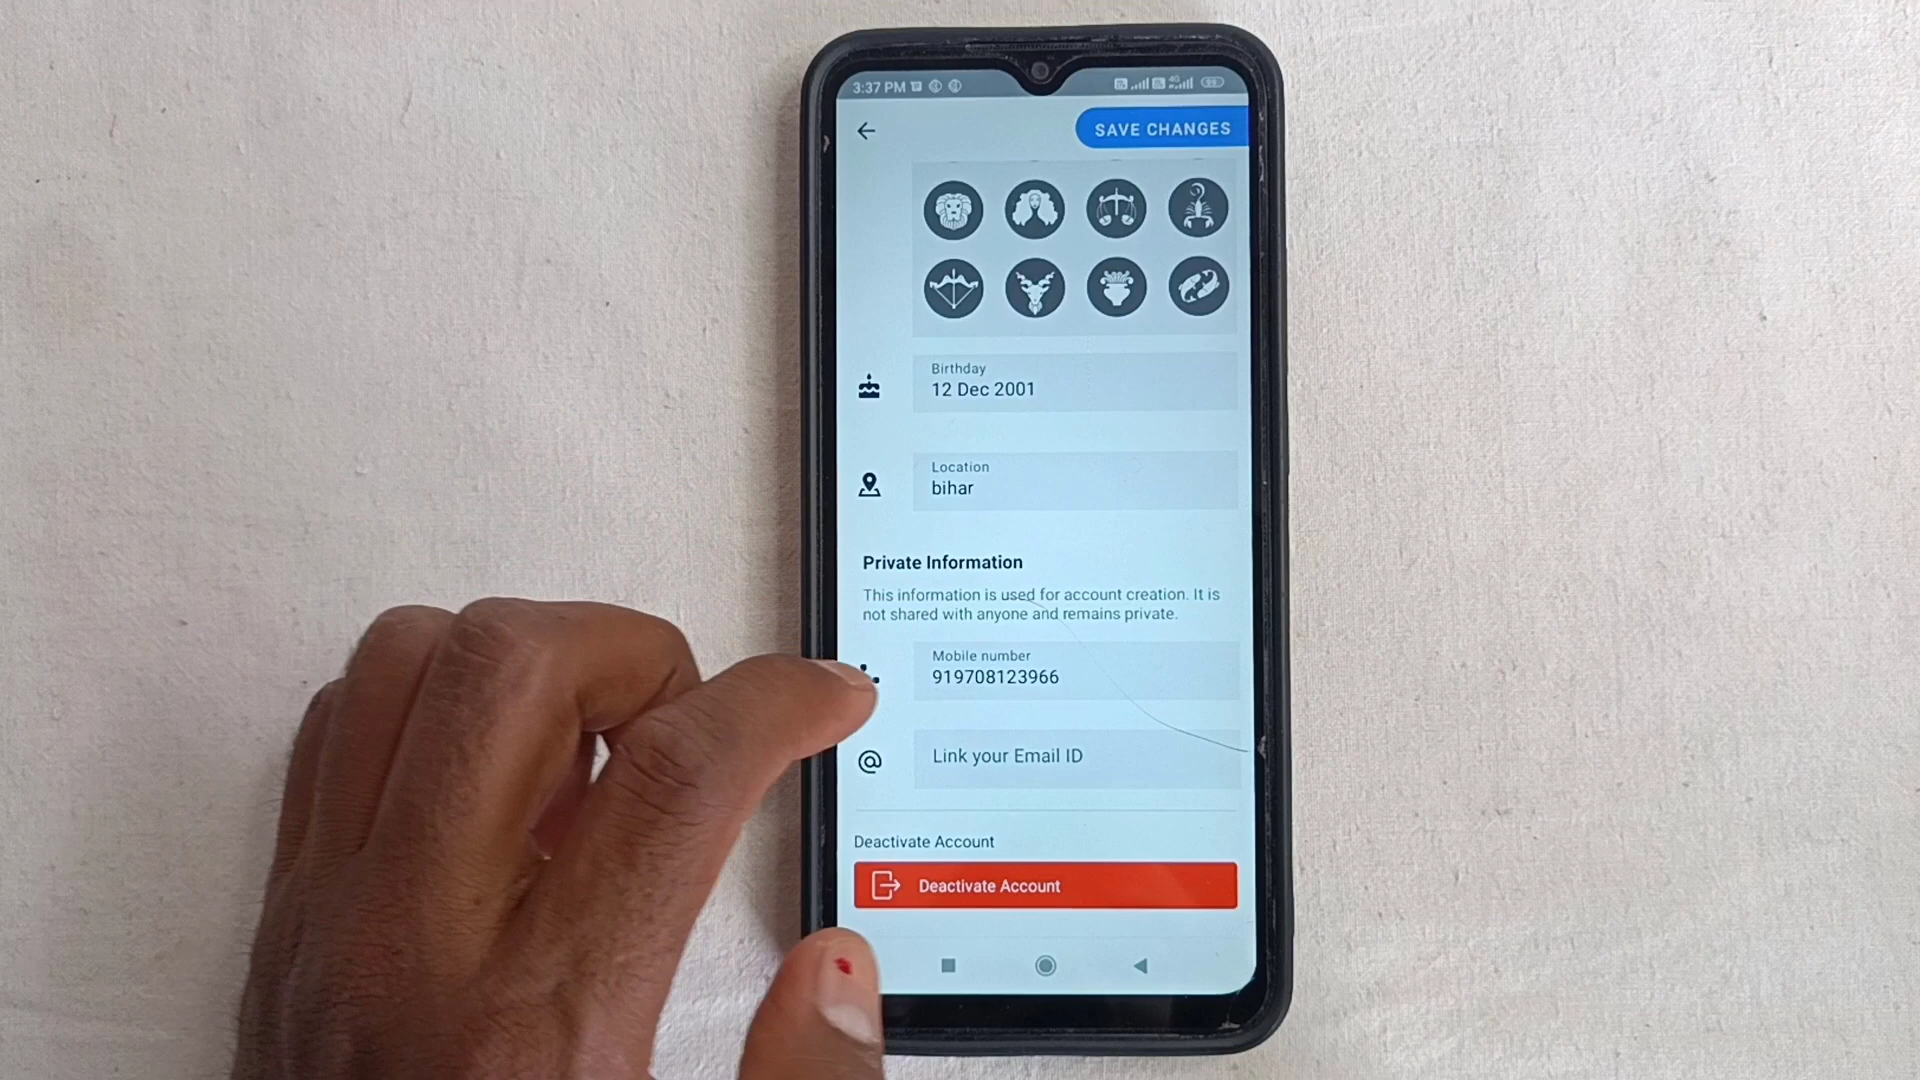 3:37 PM
SAVE CHANGES
Birthday
12 Dec 2001
Location
bihar
Private Information
This information is used for account creation. It is
not shared with anyone and remains private.
Mobile number
919708123966
@ Link your Email ID
Deactivate Account
Deactivate Account